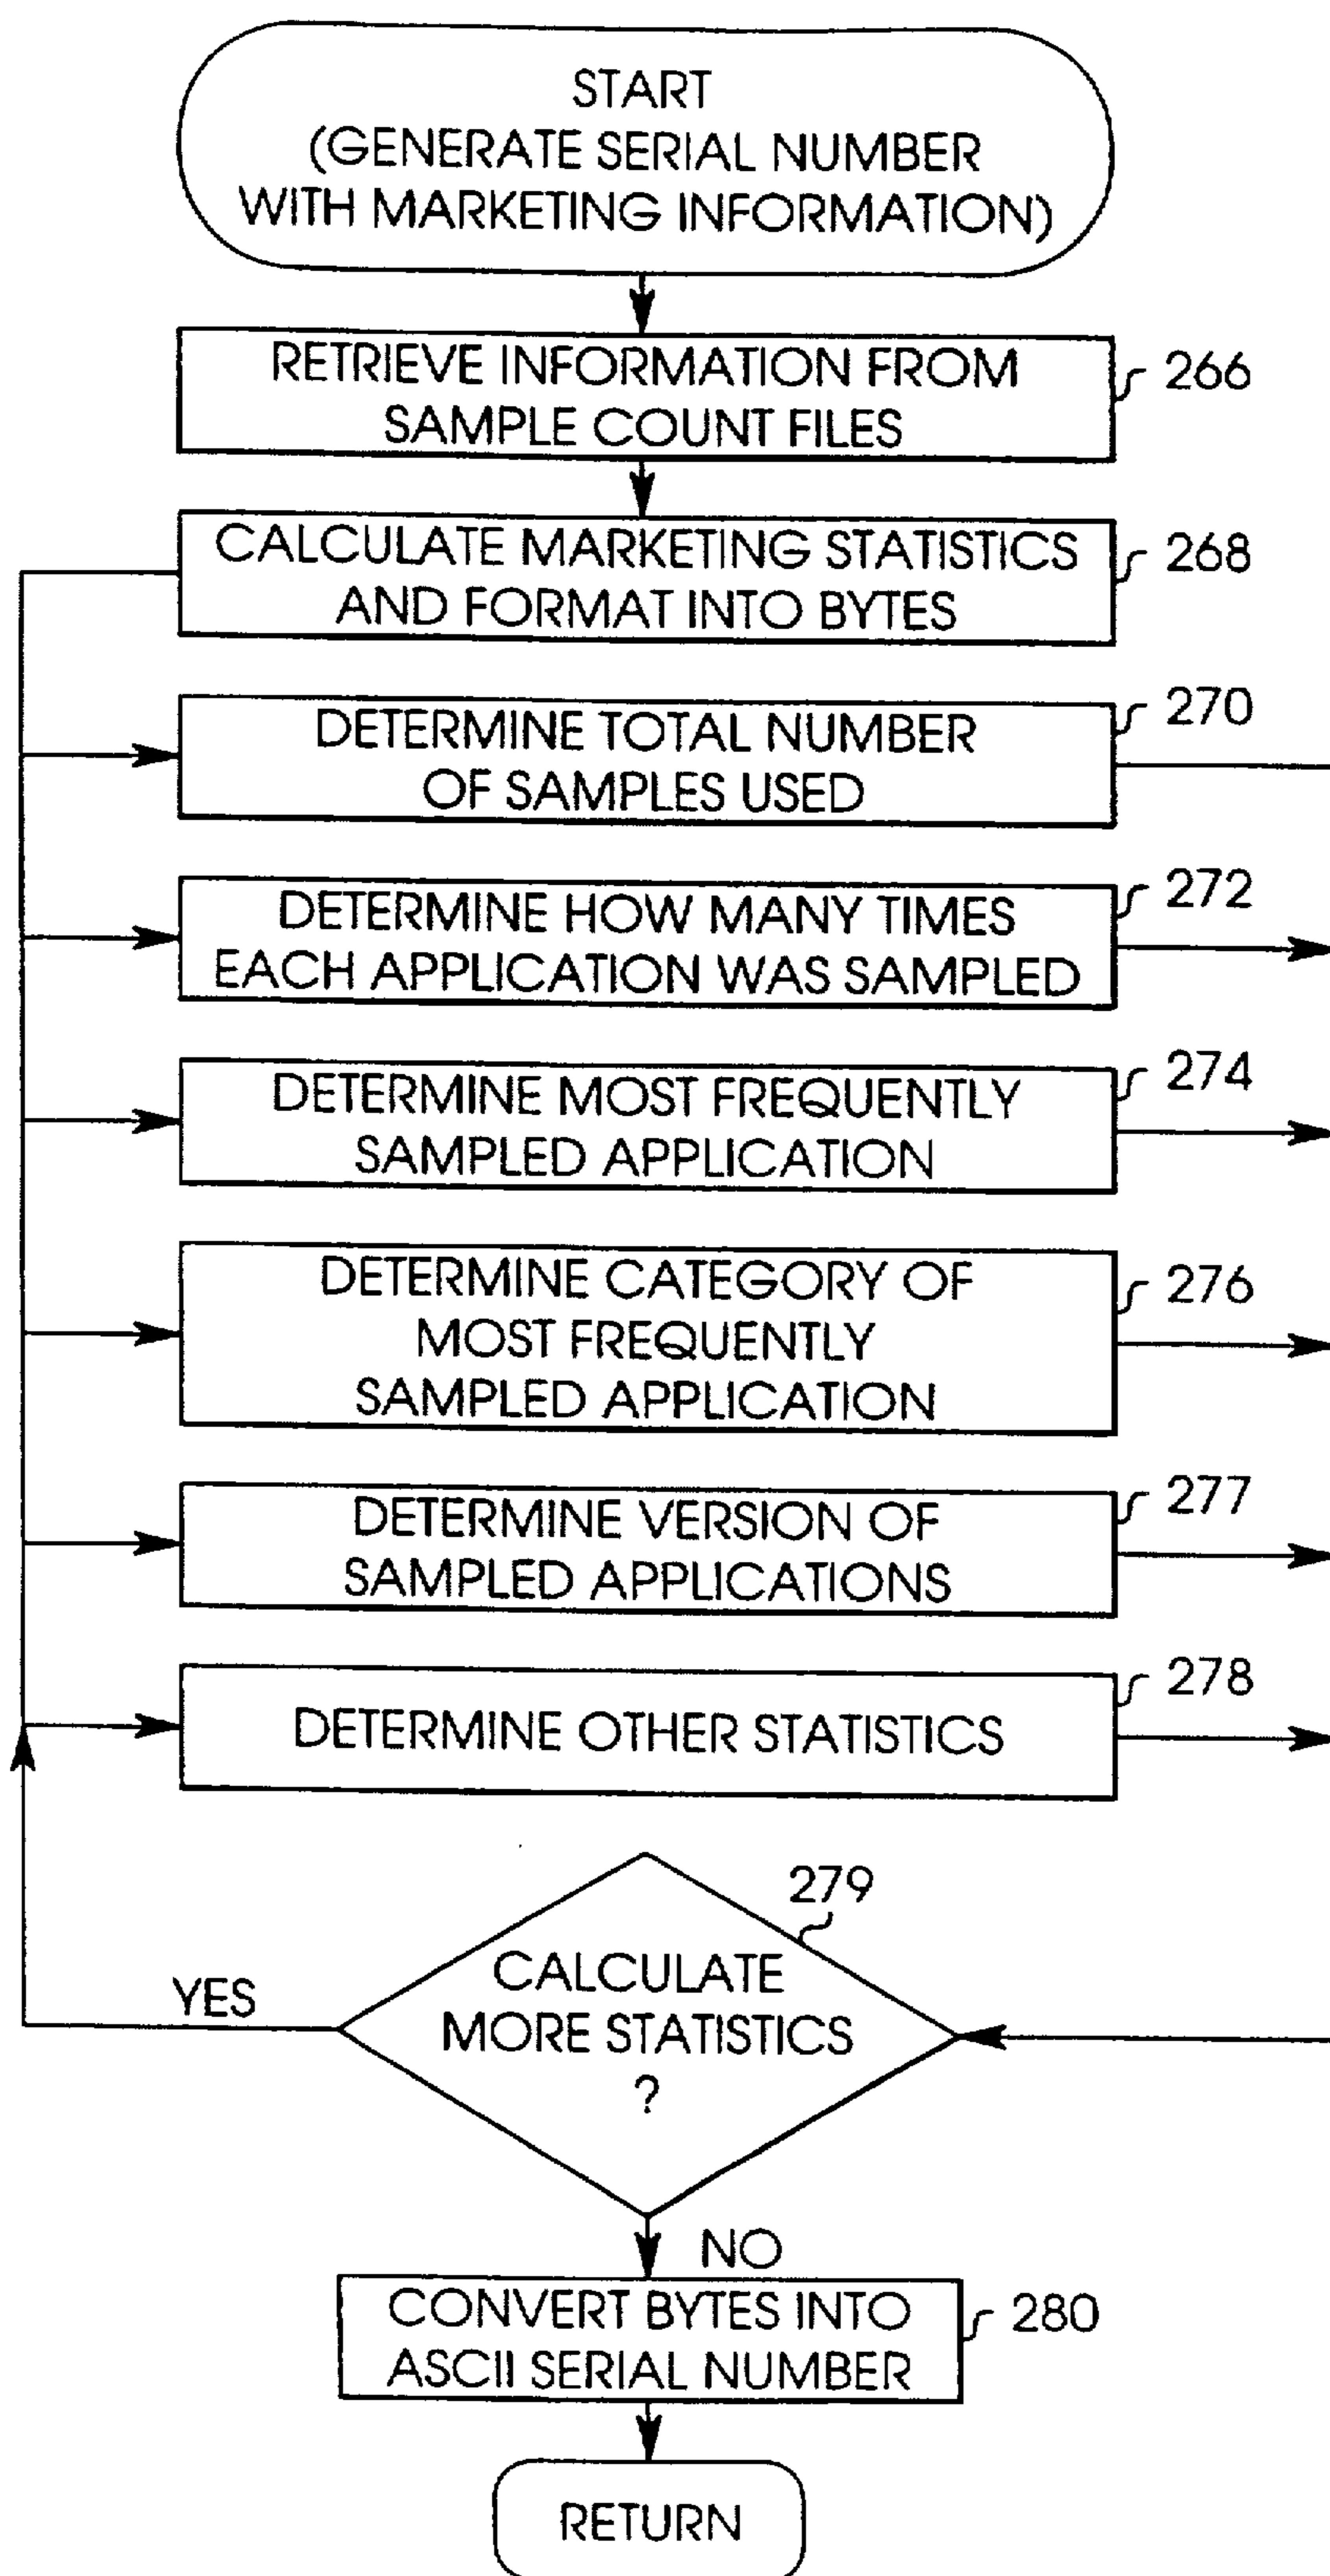 START
(GENERATE SERIAL NUMBER
WITH MARKETING INFORMATION)
RETRIEVE INFORMATION FROM
SAMPLE COUNT FILES
266
CALCULATE MARKETING STATISTICS
AND FORMAT INTO BYTES
268
DETERMINE TOTAL NUMBER
OF SAMPLES USED
270
DETERMINE HOW MANY TIMES
EACH APPLICATION WAS SAMPLED
272
DETERMINE MOST FREQUENTLY
SAMPLED APPLICATION
274
DETERMINE CATEGORY OF
MOST FREQUENTLY
SAMPLED APPLICATION
276
DETERMINE VERSION OF
SAMPLED APPLICATIONS
277
DETERMINE OTHER STATISTICS
278
279
CALCULATE
MORE STATISTICS
?
YES
NO
CONVERT BYTES INTO
ASCII SERIAL NUMBER
280
RETURN